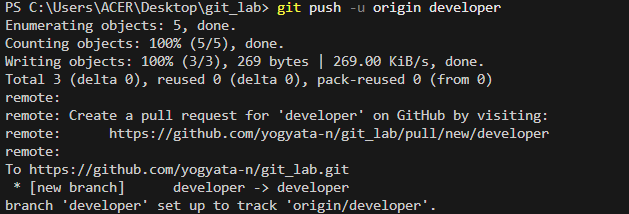 PS C:\Users\ACER\Desktop\git_lab> git push -u origin developer
Enumerating objects: 5, done.
Counting objects: 100% (5/5), done.
Writing objects: 100% (3/3), 269 bytes | 269.00 KiB/s, done.
Total 3 (delta 0), reused 0 (delta 0), pack-reused 0 (from 0)
remote:
remote: Create a pull request for 'developer' on GitHub by visiting:
remote:      https://github.com/yogyata-n/git_lab/pull/new/developer
remote:
To https://github.com/yogyata-n/git_lab.git
 * [new branch]      developer -> developer
branch 'developer' set up to track 'origin/developer'.